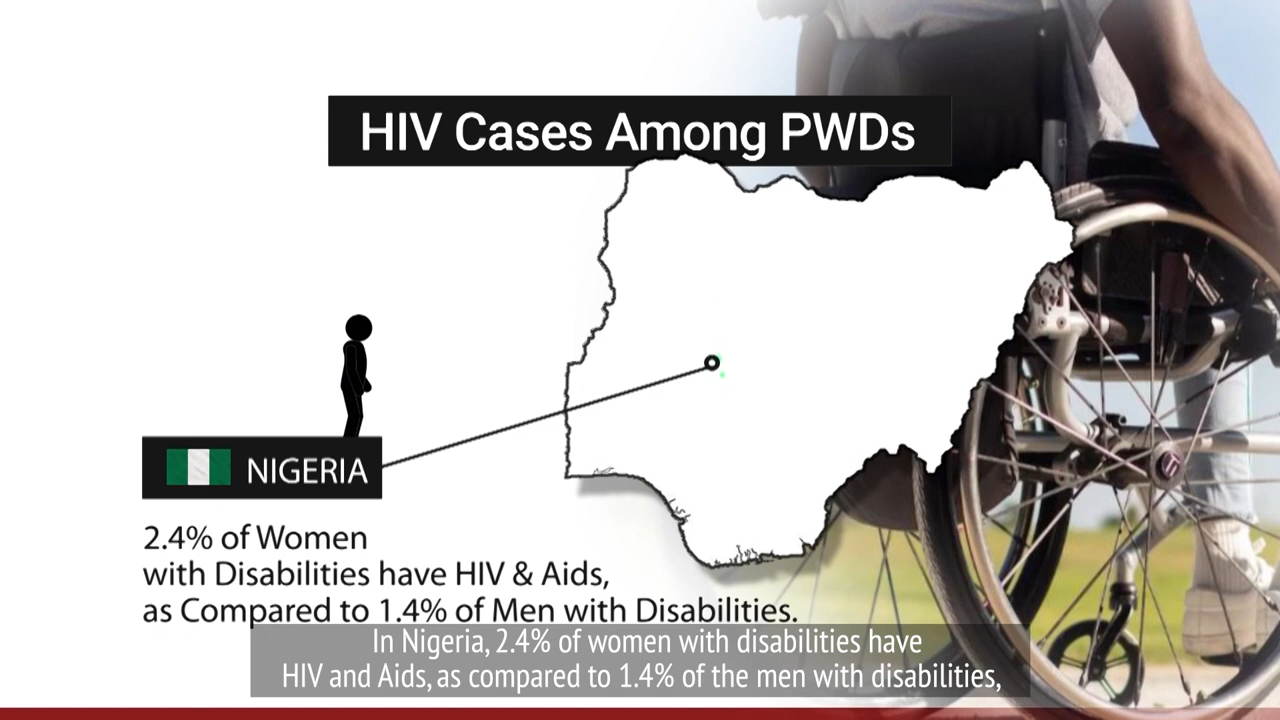 HIV Cases Among PWDs
NIGERIA
2.4% of Women
with Disabilities have HIV & Aids,
as Compared to 1.4% of Men with Disabilities.
In Nigeria, 2.4% of women with disabilities have
HIV and Aids, as compared to 1.4% of the men with disabilities,